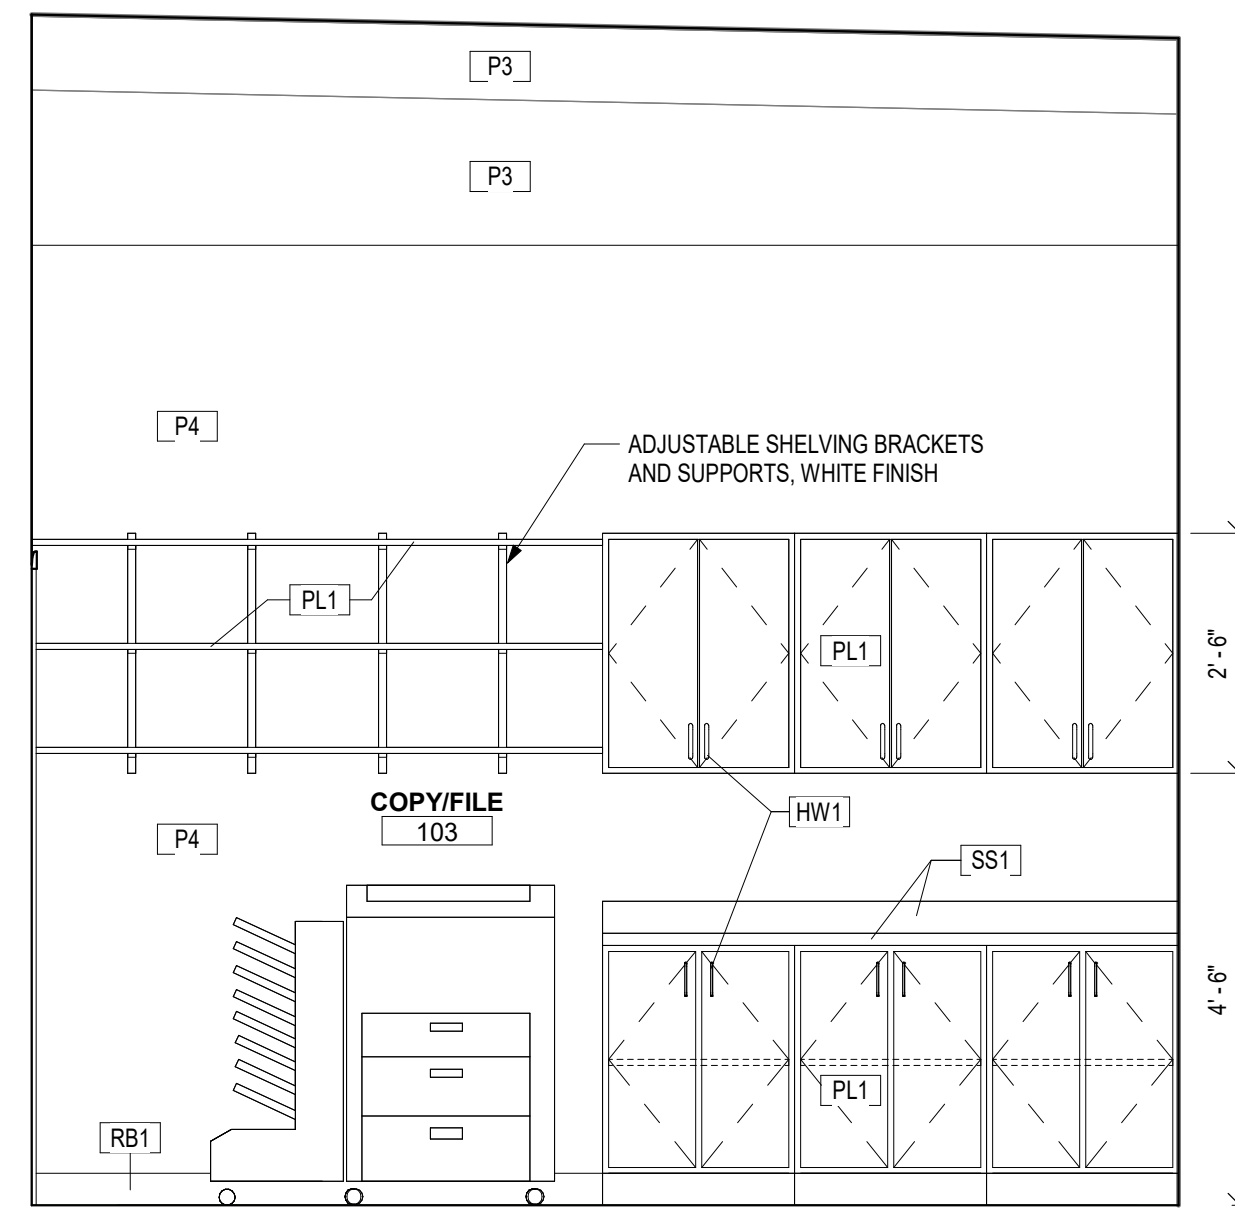 P3
P3
P4
ADJUSTABLE SHELVING BRACKETS
AND SUPPORTS, WHITE FINISH
PL1
PL1
2' - 6"
COPY/FILE
103
HW1
P4
SS1
4' - 6"
PL1
RB1